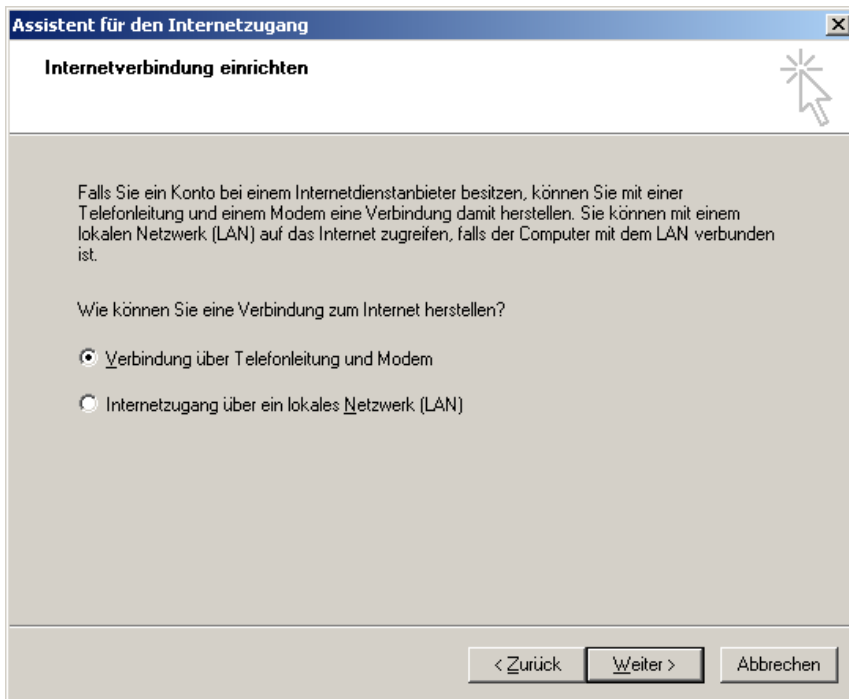 Assistent für den Internetzugang
Internetverbindung einrichten
Falls Sie ein Konto bei einem Internetdienstanbieter besitzen, können Sie mit einer
Telefonleitung und einem Modem eine Verbindung damit herstellen. Sie können mit einem
lokalen Netzwerk (LAN) auf das Internet zugreifen, falls der Computer mit dem LAN verbunden
ist.
Wie können Sie eine Verbindung zum Internet herstellen?
Verbindung über Telefonleitung und Modem
Internetzugang über ein lokales Netzwerk (LAN)
< Zurück Weiter > Abbrechen